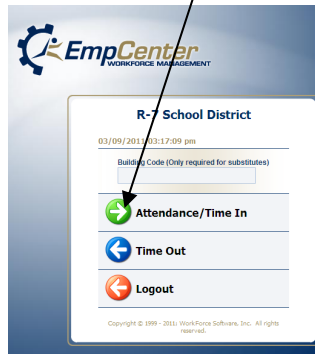 EmpCenter
WORKFORCE MANAGEMENT
R-7 School District
03/09/2011 03:17:09 pm
Building Code (Only required for substitutes)
Attendance/Time In
Time Out
Logout
Copyright © 1999 - 2011; WorkForce Software, Inc. All rights
reserved.